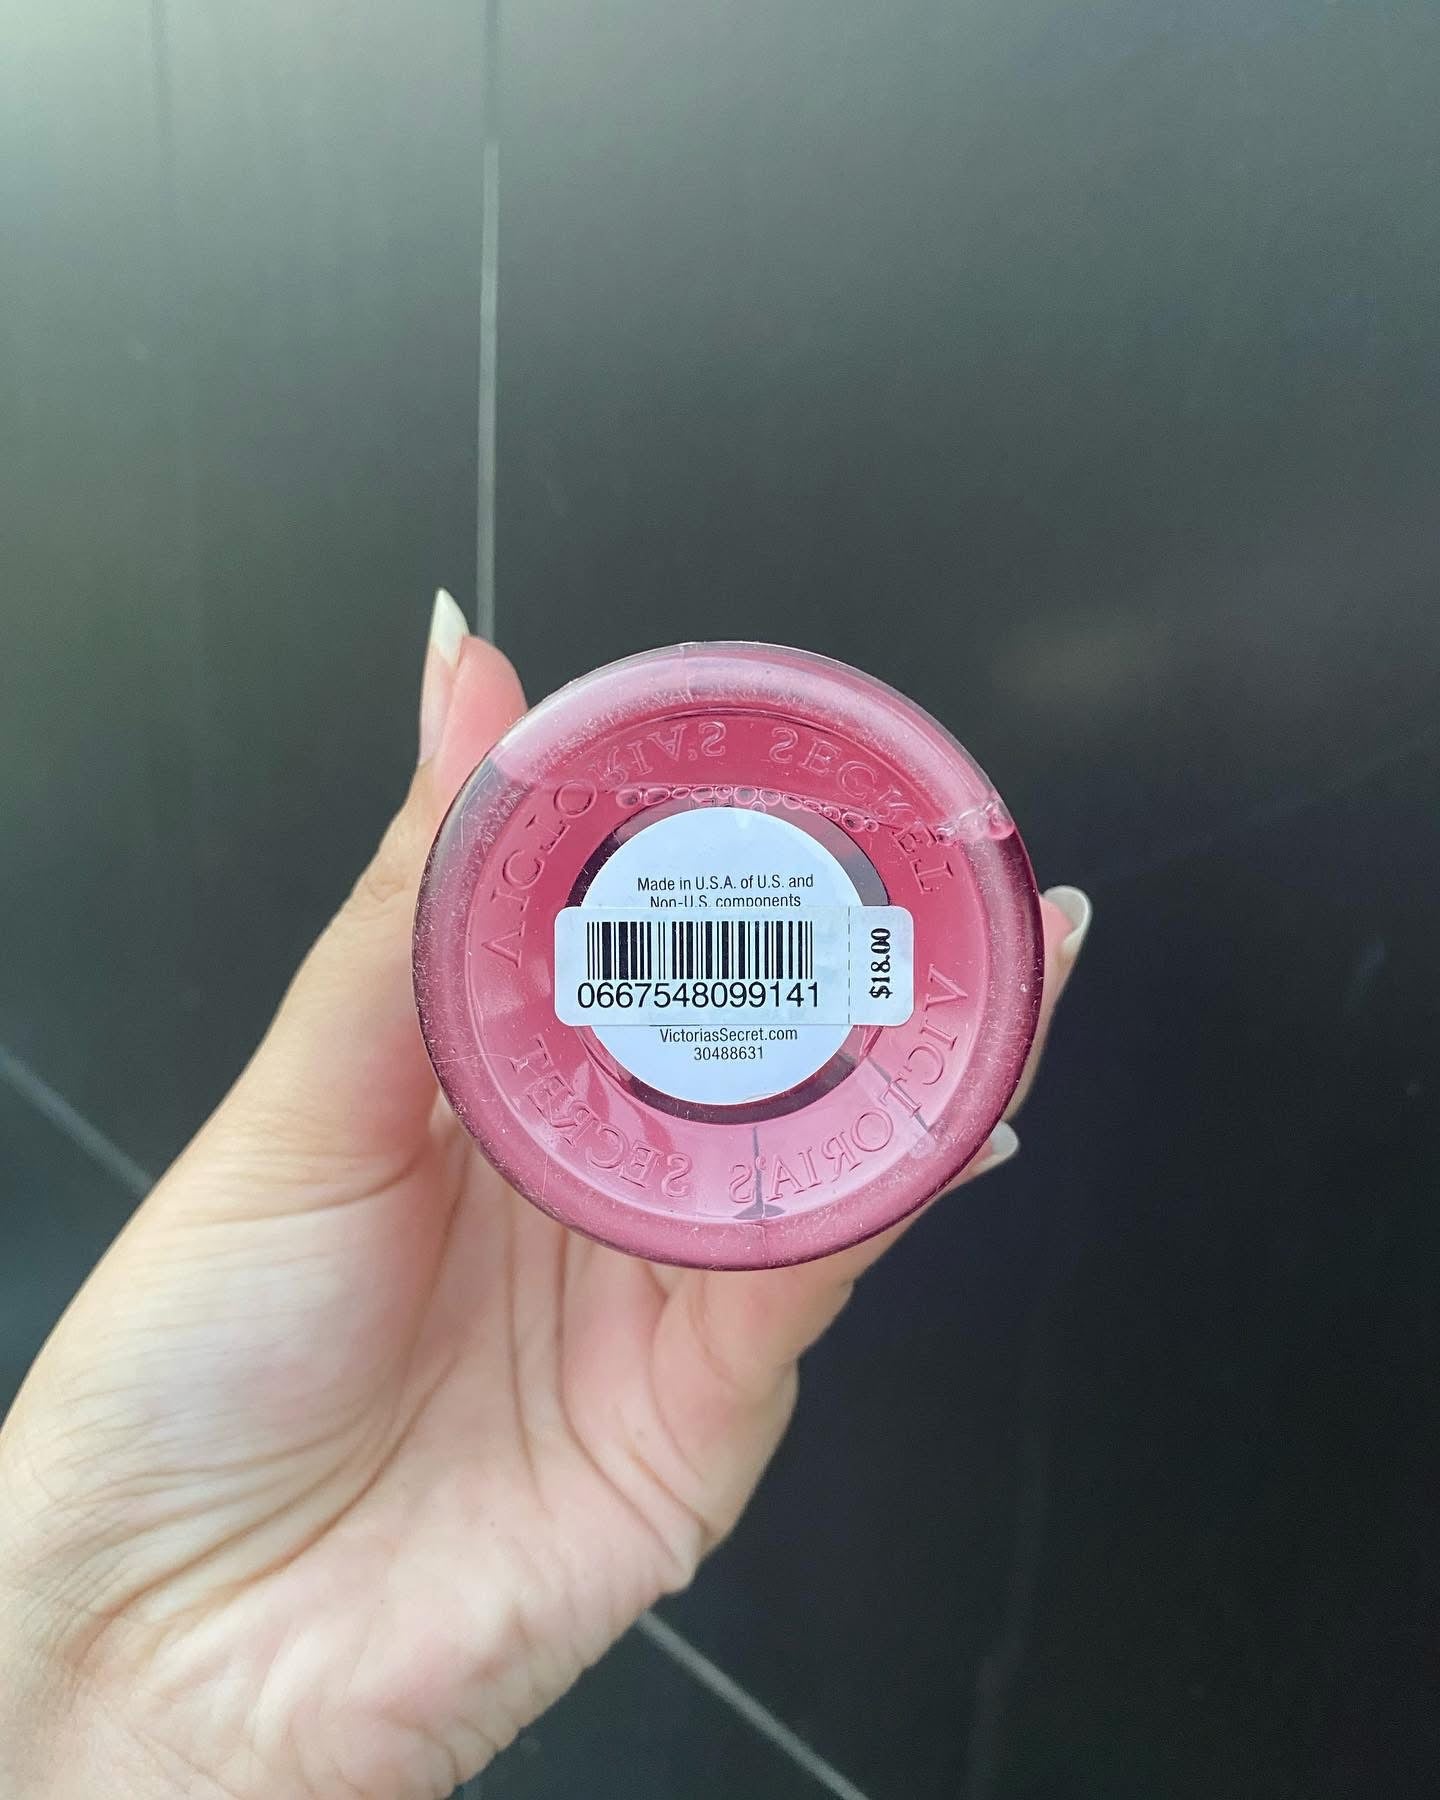 VICTORIA'S SECRET
Made in U.S.A. of U.S. and
Non-U.S. components
0667548099141
$18.00
VictoriasSecret.com
30488631
VICTORIA'S SECRET